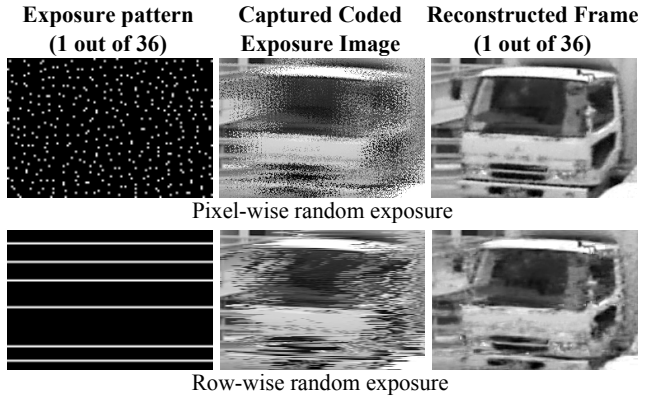 Exposure pattern
(1 out of 36)
Captured Coded
Exposure Image
Reconstructed Frame
(1 out of 36)
Pixel-wise random exposure
Row-wise random exposure